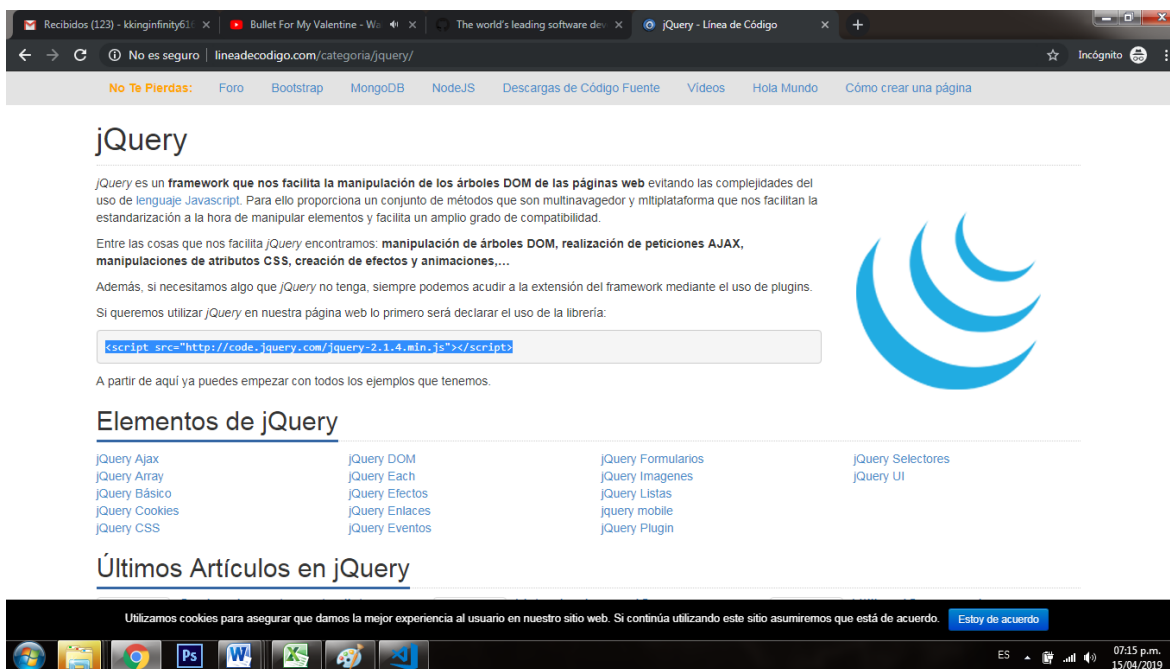 Recibidos (123) - kkinginfinity61
Bullet For My Valentine - Wa
The world's leading software dev
jQuery - Línea de Código
No es seguro | lineadecodigo.com/categoria/jquery/
Incógnito
No Te Pierdas: Foro Bootstrap MongoDB NodeJS Descargas de Código Fuente Vídeos Hola Mundo Cómo crear una página
jQuery
jQuery es un framework que nos facilita la manipulación de los árboles DOM de las páginas web evitando las complejidades del
uso de lenguaje Javascript. Para ello proporciona un conjunto de métodos que son multinavagedor y mltiplataforma que nos facilitan la
estandarización a la hora de manipular elementos y facilita un amplio grado de compatibilidad.
Entre las cosas que nos facilita jQuery encontramos: manipulación de árboles DOM, realización de peticiones AJAX,
manipulaciones de atributos CSS, creación de efectos y animaciones,...
Además, si necesitamos algo que jQuery no tenga, siempre podemos acudir a la extensión del framework mediante el uso de plugins.
Si queremos utilizar jQuery en nuestra página web lo primero será declarar el uso de la librería:
<script src="http://code.jquery.com/jquery-2.1.4.min.js"></script>
A partir de aquí ya puedes empezar con todos los ejemplos que tenemos.
Elementos de jQuery
jQuery Ajax jQuery DOM jQuery Formularios jQuery Selectores
jQuery Array jQuery Each jQuery Imagenes jQuery UI
jQuery Básico jQuery Efectos jQuery Listas
jQuery Cookies jQuery Enlaces jquery mobile
jQuery CSS jQuery Eventos jQuery Plugin
Últimos Artículos en jQuery
Utilizamos cookies para asegurar que damos la mejor experiencia al usuario en nuestro sitio web. Si continúa utilizando este sitio asumiremos que está de acuerdo. Estoy de acuerdo
Ps
ES
07:15 p.m.
15/04/2019